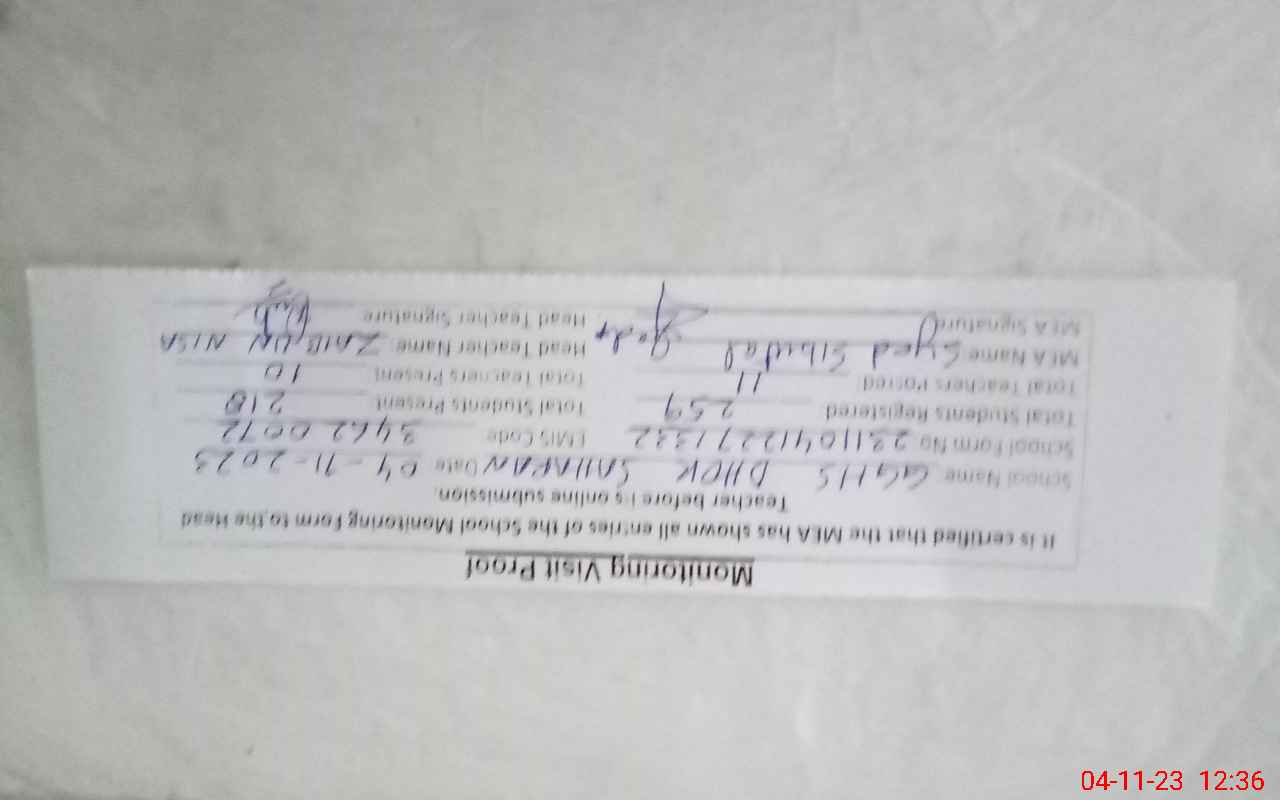 Monitoring Visit Proof
It is certified that the MEA has shown all entries of the School Monitoring Form to the Head
Teacher before its online submission.
School Name GGHS DHOK SAHARAN Date 04-11-2023
School Form No 231104122271332 EMIS Code 34620072
Total Students Registered 259 Total Students Present 218
Total Teachers Posted 11 Total Teachers Present 10
MEA Name Syed Head Teacher Name ZAIB UN NISA
MEA Signature Head Teacher Signature
04-11-23 12:36